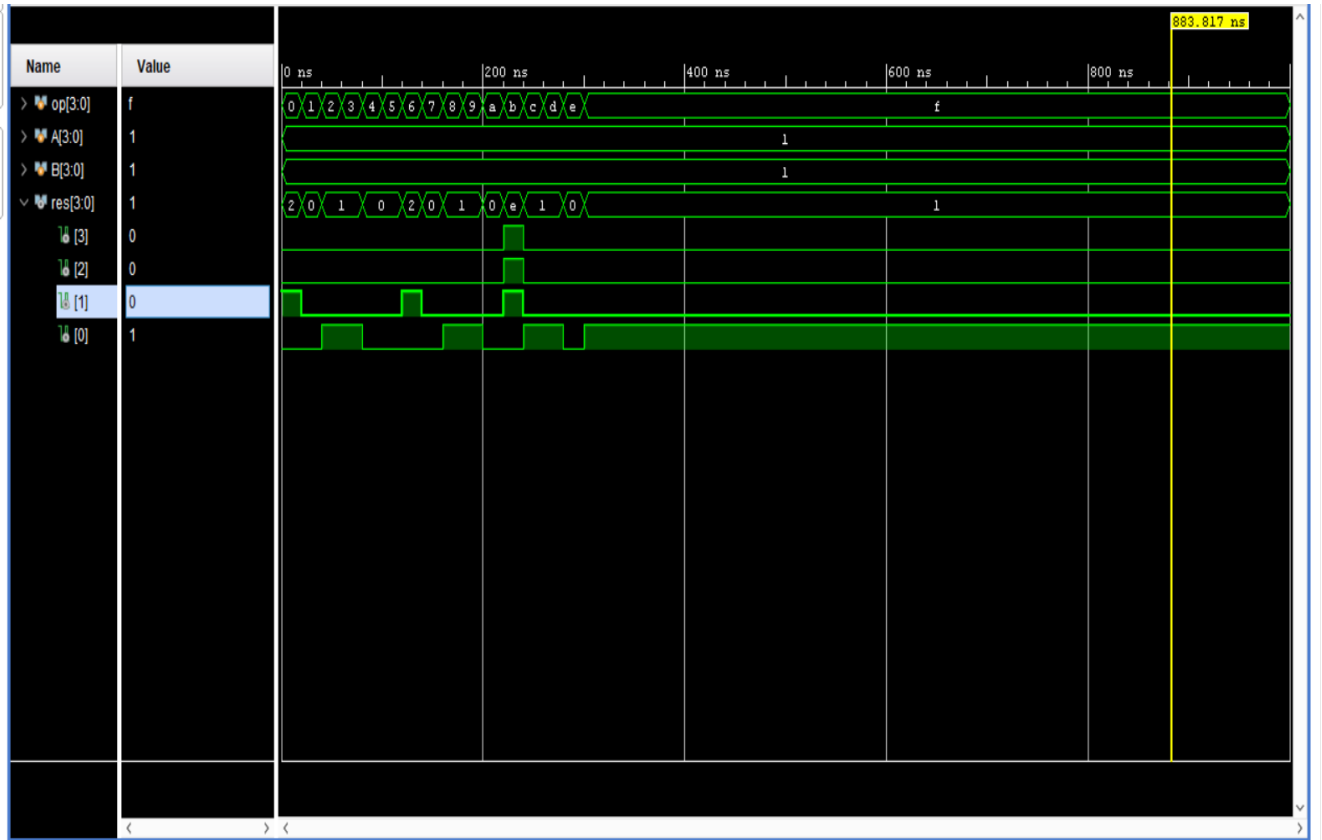 883.817 ns
Name Value
0 ns 200 ns 400 ns 600 ns 800 ns
op[3:0] f 0 1 2 3 4 5 6 7 8 9 a b c d e f
A[3:0] 1 1
B[3:0] 1 1
res[3:0] 1 2 0 1 0 2 0 1 0 e 1 0 1
[3] 0
[2] 0
[1] 0
[0] 1